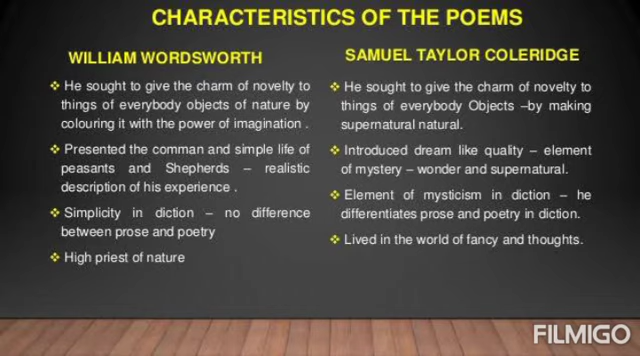 CHARACTERISTICS OF THE POEMS
WILLIAM WORDSWORTH
❖ He sought to give the charm of novelty to
things of everybody objects of nature by
colouring it with the power of imagination .
❖ Presented the comman and simple life of
peasants and Shepherds – realistic
description of his experience .
❖ Simplicity in diction – no difference
between prose and poetry
❖ High priest of nature
SAMUEL TAYLOR COLERIDGE
❖ He sought to give the charm of novelty to
things of everybody Objects –by making
supernatural natural.
❖ Introduced dream like quality – element
of mystery – wonder and supernatural.
❖ Element of mysticism in diction – he
differentiates prose and poetry in diction.
❖ Lived in the world of fancy and thoughts.
FILMIGO